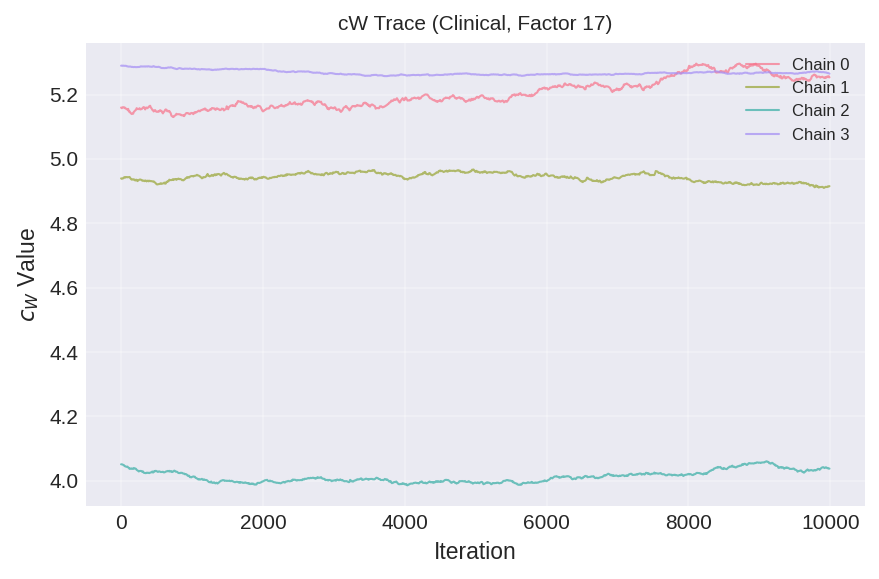 cW Trace (Clinical, Factor 17)
Chain 0
Chain 1
Chain 2
Chain 3
5.2
5.0
4.8
4.6
4.4
4.2
4.0
c_W Value
0 2000 4000 6000 8000 10000
Iteration